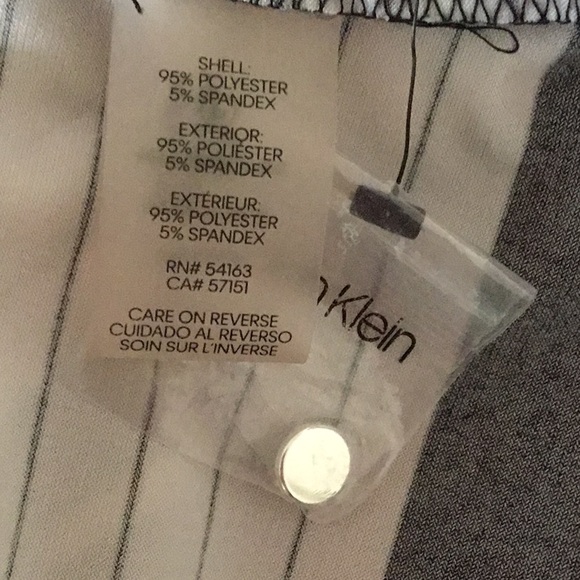 SHELL:
95% POLYESTER
5% SPANDEX
EXTERIOR:
95% POLIÉSTER
5% SPANDEX
EXTÉRIEUR:
95% POLYESTER
5% SPANDEX
RN# 54163
CA# 57151
CARE ON REVERSE
CUIDADO AL REVERSO
SOIN SUR L'INVERSE
Klein